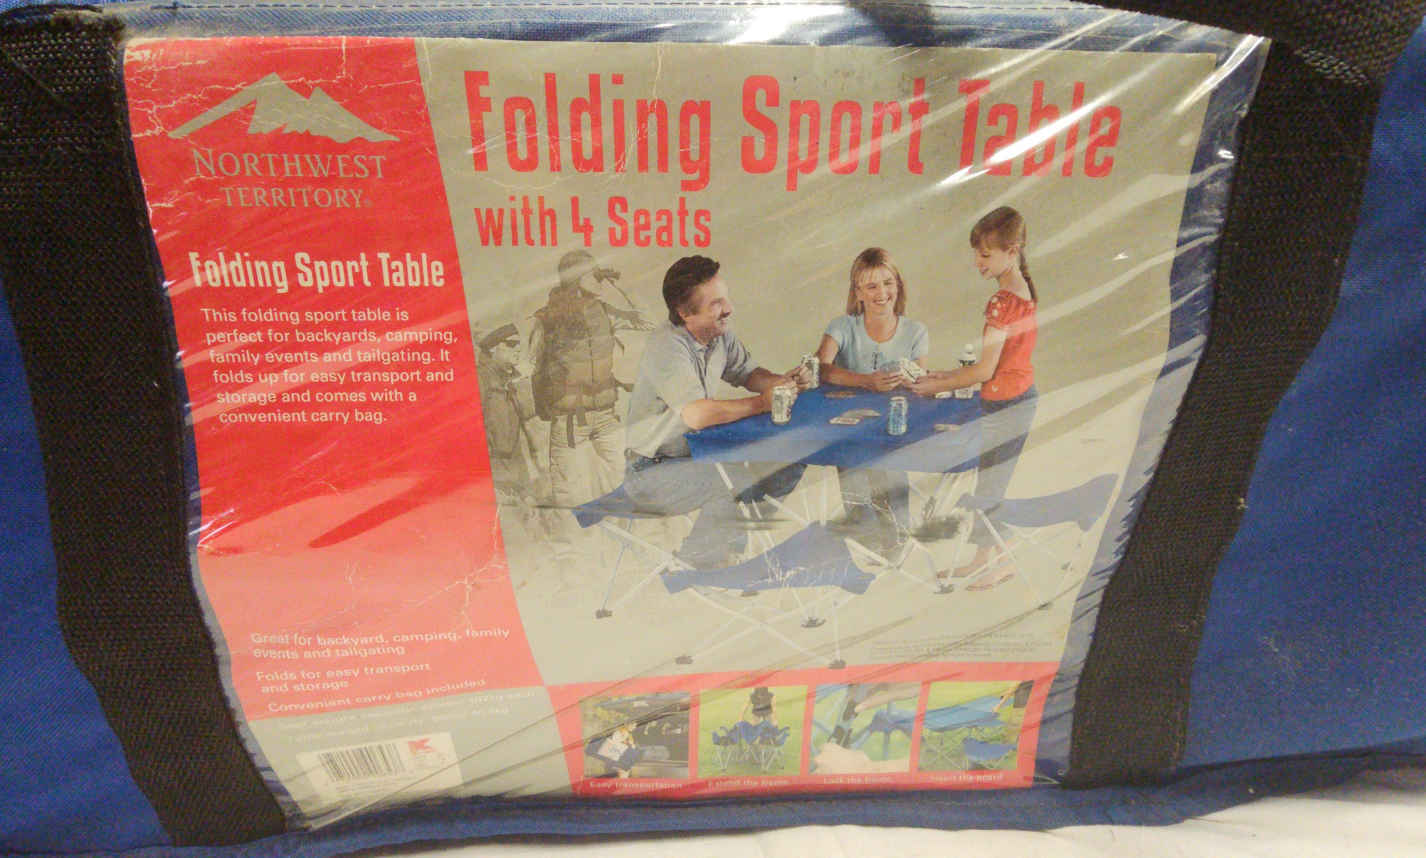 NORTHWEST
TERRITORY®
Folding Sport Table
with 4 Seats
Folding Sport Table
This folding sport table is
perfect for backyards, camping,
family events and tailgating. It
folds up for easy transport and
storage and comes with a
convenient carry bag.
Great for backyard, camping, family
events and tailgating
Folds for easy transport
and storage
Convenient carry bag included
Easy transportation
Extend the frame.
Lock the frame.
Insert the board